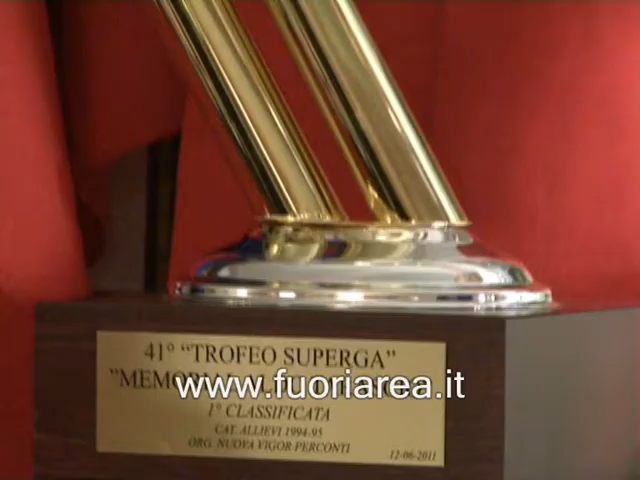 41° "TROFEO SUPERGA"
"MEMORIAL
www.fuoriarea.it
1° CLASSIFICATA
CAT. ALLIEVI 1994-95
ORG. NUOVA VIGOR PERCONTI
12-06-2011